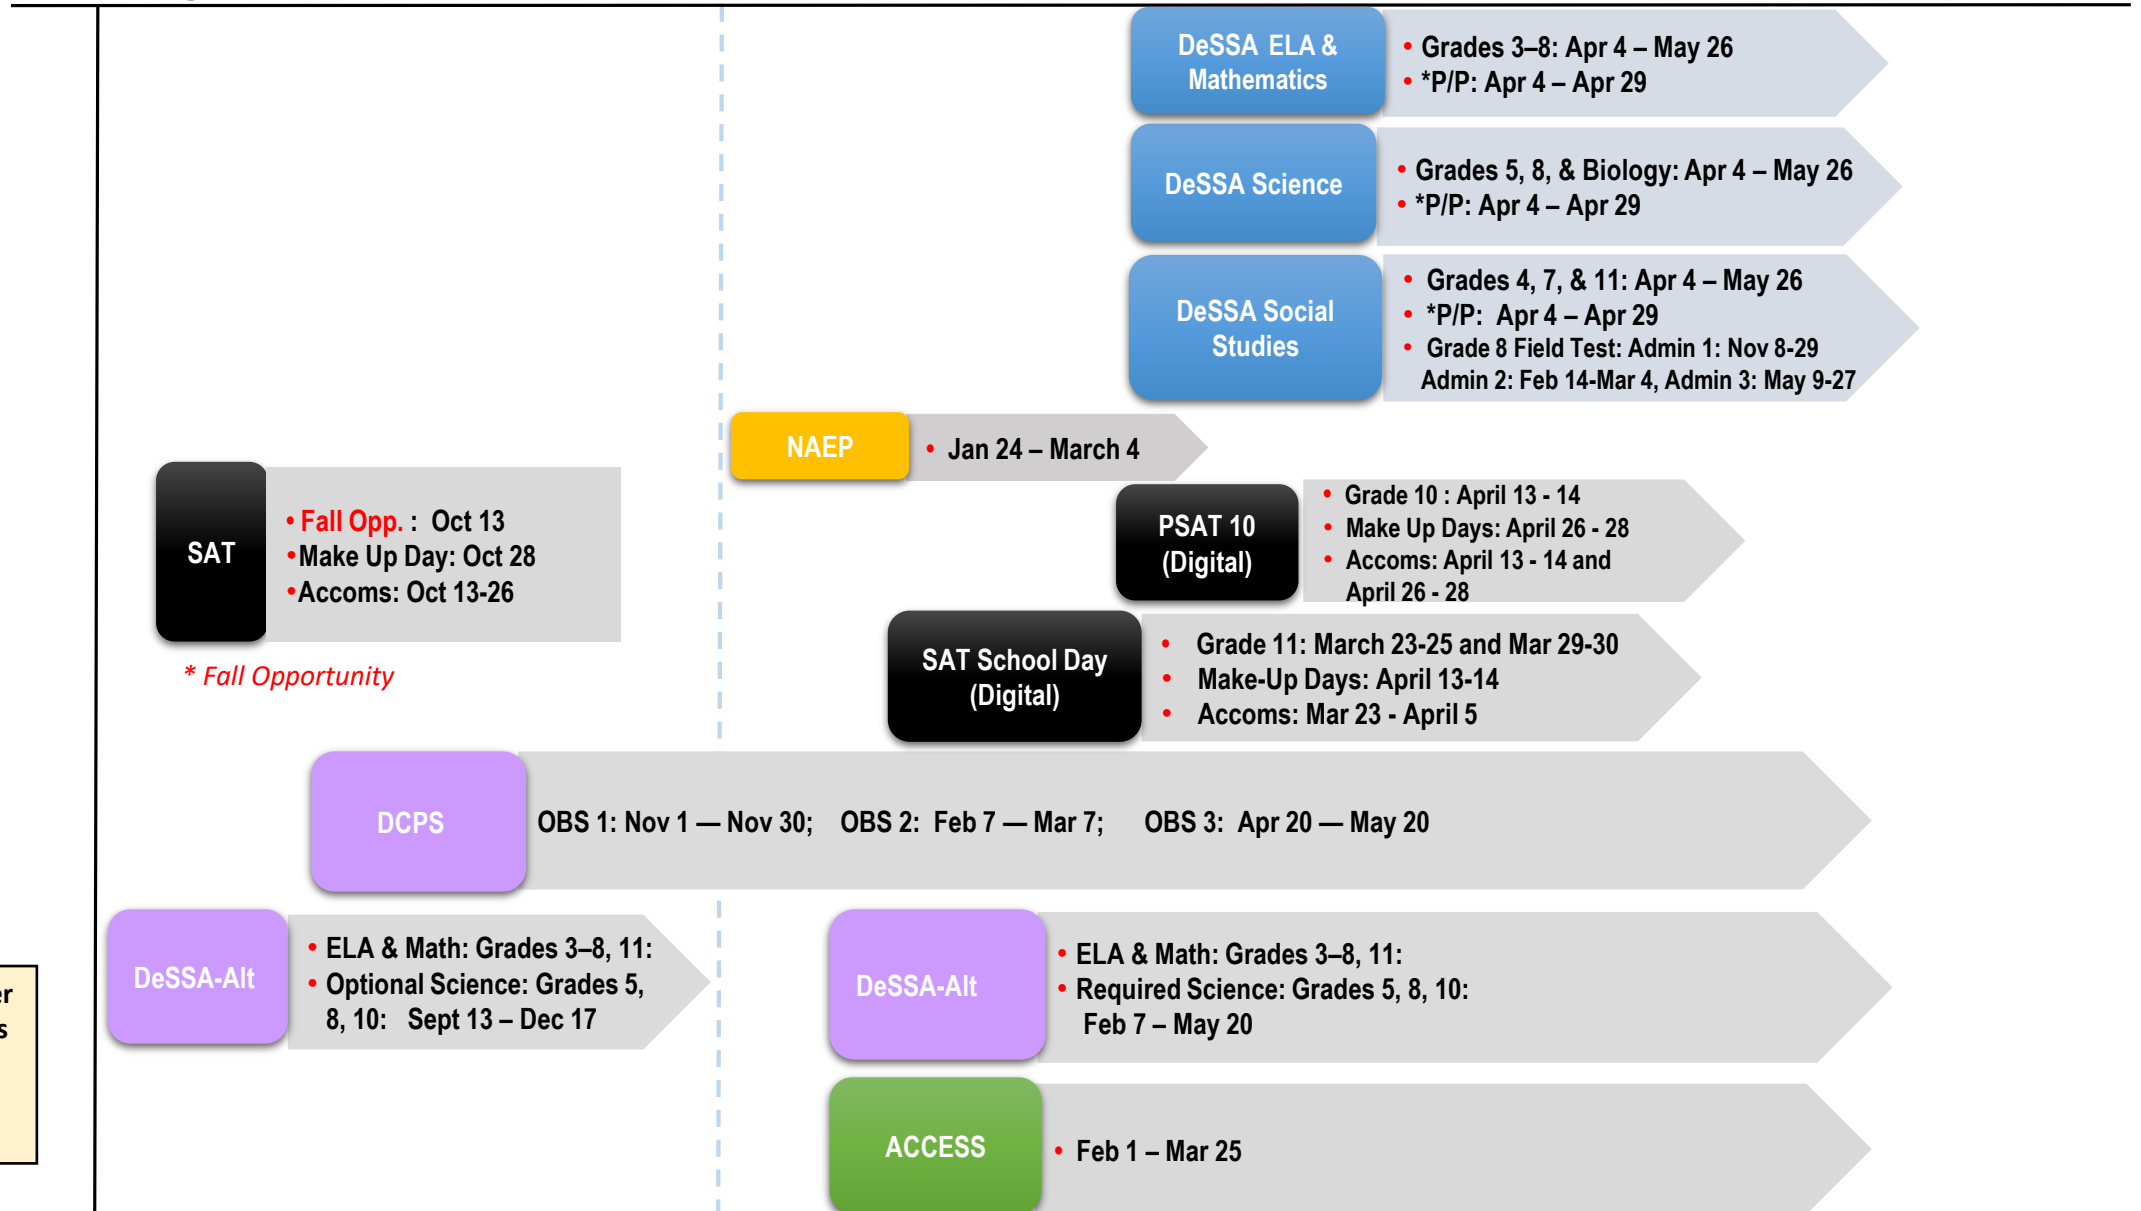 DeSSA ELA &
Mathematics
• Grades 3–8: Apr 4 – May 26
• *P/P: Apr 4 – Apr 29
DeSSA Science
• Grades 5, 8, & Biology: Apr 4 – May 26
• *P/P: Apr 4 – Apr 29
DeSSA Social
Studies
• Grades 4, 7, & 11: Apr 4 – May 26
• *P/P: Apr 4 – Apr 29
• Grade 8 Field Test: Admin 1: Nov 8-29
Admin 2: Feb 14-Mar 4, Admin 3: May 9-27
NAEP
• Jan 24 – March 4
SAT
• Fall Opp. : Oct 13
•Make Up Day: Oct 28
•Accoms: Oct 13-26
* Fall Opportunity
PSAT 10
(Digital)
• Grade 10 : April 13 - 14
• Make Up Days: April 26 - 28
• Accoms: April 13 - 14 and
April 26 - 28
SAT School Day
(Digital)
• Grade 11: March 23-25 and Mar 29-30
• Make-Up Days: April 13-14
• Accoms: Mar 23 - April 5
DCPS
OBS 1: Nov 1 — Nov 30; OBS 2: Feb 7 — Mar 7; OBS 3: Apr 20 — May 20
DeSSA-Alt
• ELA & Math: Grades 3–8, 11:
• Optional Science: Grades 5,
8, 10: Sept 13 – Dec 17
DeSSA-Alt
• ELA & Math: Grades 3–8, 11:
• Required Science: Grades 5, 8, 10:
Feb 7 – May 20
ACCESS
• Feb 1 – Mar 25